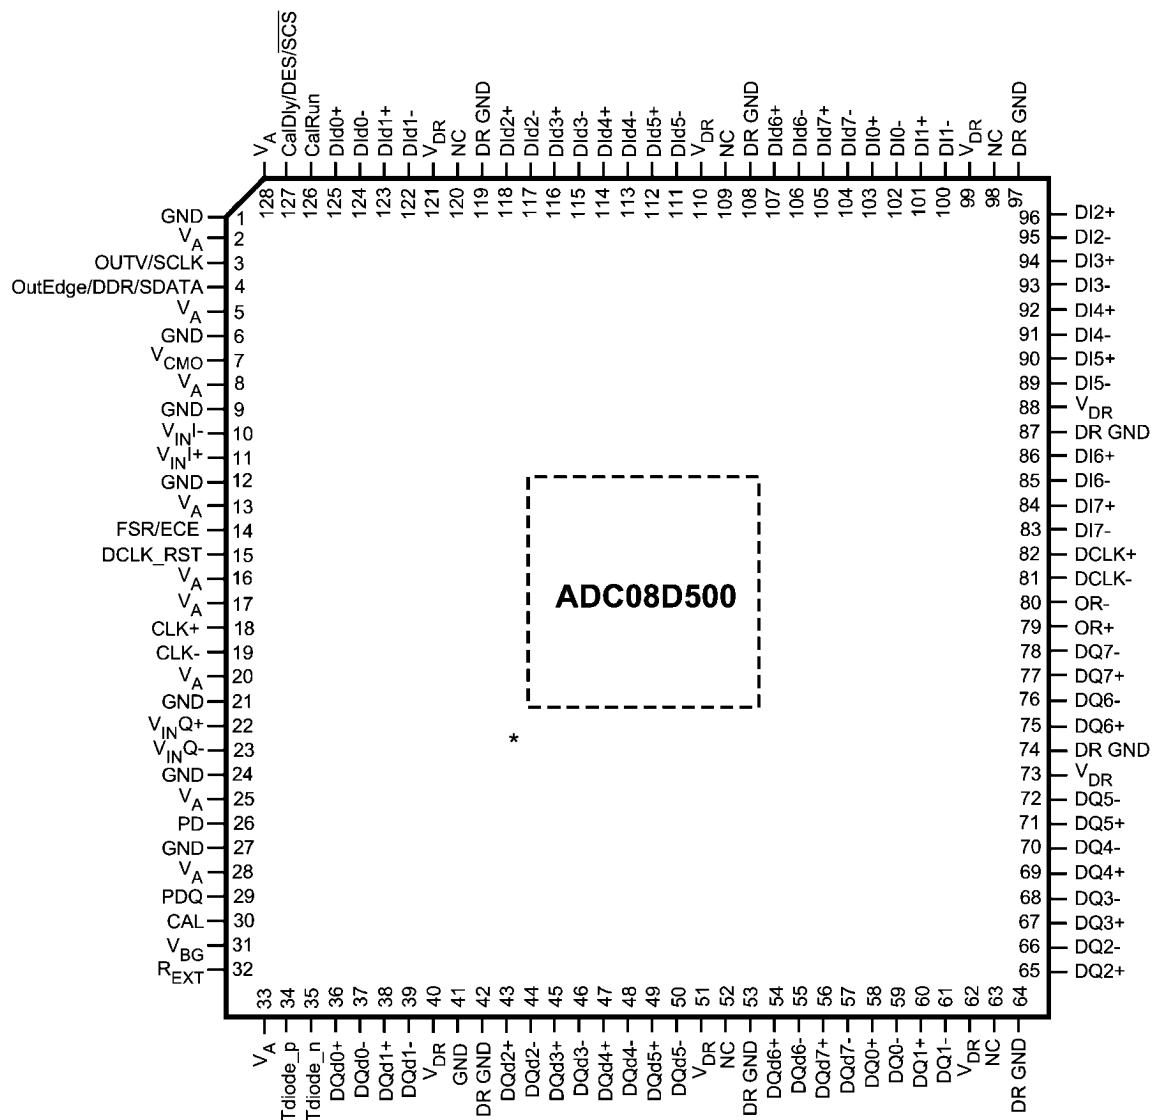 VA
CalDly/DES/SCS
CalRun
DId0+
DId0-
DId1+
DId1-
VDR
NC
DR GND
DId2+
DId2-
DId3+
DId3-
DId4+
DId4-
DId5+
DId5-
VDR
NC
DR GND
DId6+
DId6-
DId7+
DId7-
DI0+
DI0-
DI1+
DI1-
VDR
NC
DR GND
128
127
126
125
124
123
122
121
120
119
118
117
116
115
114
113
112
111
110
109
108
107
106
105
104
103
102
101
100
99
98
97
GND 1
VA 2
OUTV/SCLK 3
OutEdge/DDR/SDATA 4
VA 5
GND 6
VCMO 7
VA 8
GND 9
VINI- 10
VINI+ 11
GND 12
VA 13
FSR/ECE 14
DCLK_RST 15
VA 16
VA 17
CLK+ 18
CLK- 19
VA 20
GND 21
VINQ+ 22
VINQ- 23
GND 24
VA 25
PD 26
GND 27
VA 28
PDQ 29
CAL 30
VBG 31
REXT 32
ADC08D500
*
96 DI2+
95 DI2-
94 DI3+
93 DI3-
92 DI4+
91 DI4-
90 DI5+
89 DI5-
88 VDR
87 DR GND
86 DI6+
85 DI6-
84 DI7+
83 DI7-
82 DCLK+
81 DCLK-
80 OR-
79 OR+
78 DQ7-
77 DQ7+
76 DQ6-
75 DQ6+
74 DR GND
73 VDR
72 DQ5-
71 DQ5+
70 DQ4-
69 DQ4+
68 DQ3-
67 DQ3+
66 DQ2-
65 DQ2+
33
34
35
36
37
38
39
40
41
42
43
44
45
46
47
48
49
50
51
52
53
54
55
56
57
58
59
60
61
62
63
64
VA
Tdiode_p
Tdiode_n
DQd0+
DQd0-
DQd1+
DQd1-
VDR
GND
DR GND
DQd2+
DQd2-
DQd3+
DQd3-
DQd4+
DQd4-
DQd5+
DQd5-
VDR
NC
DR GND
DQd6+
DQd6-
DQd7+
DQd7-
DQ0+
DQ0-
DQ1+
DQ1-
VDR
NC
DR GND